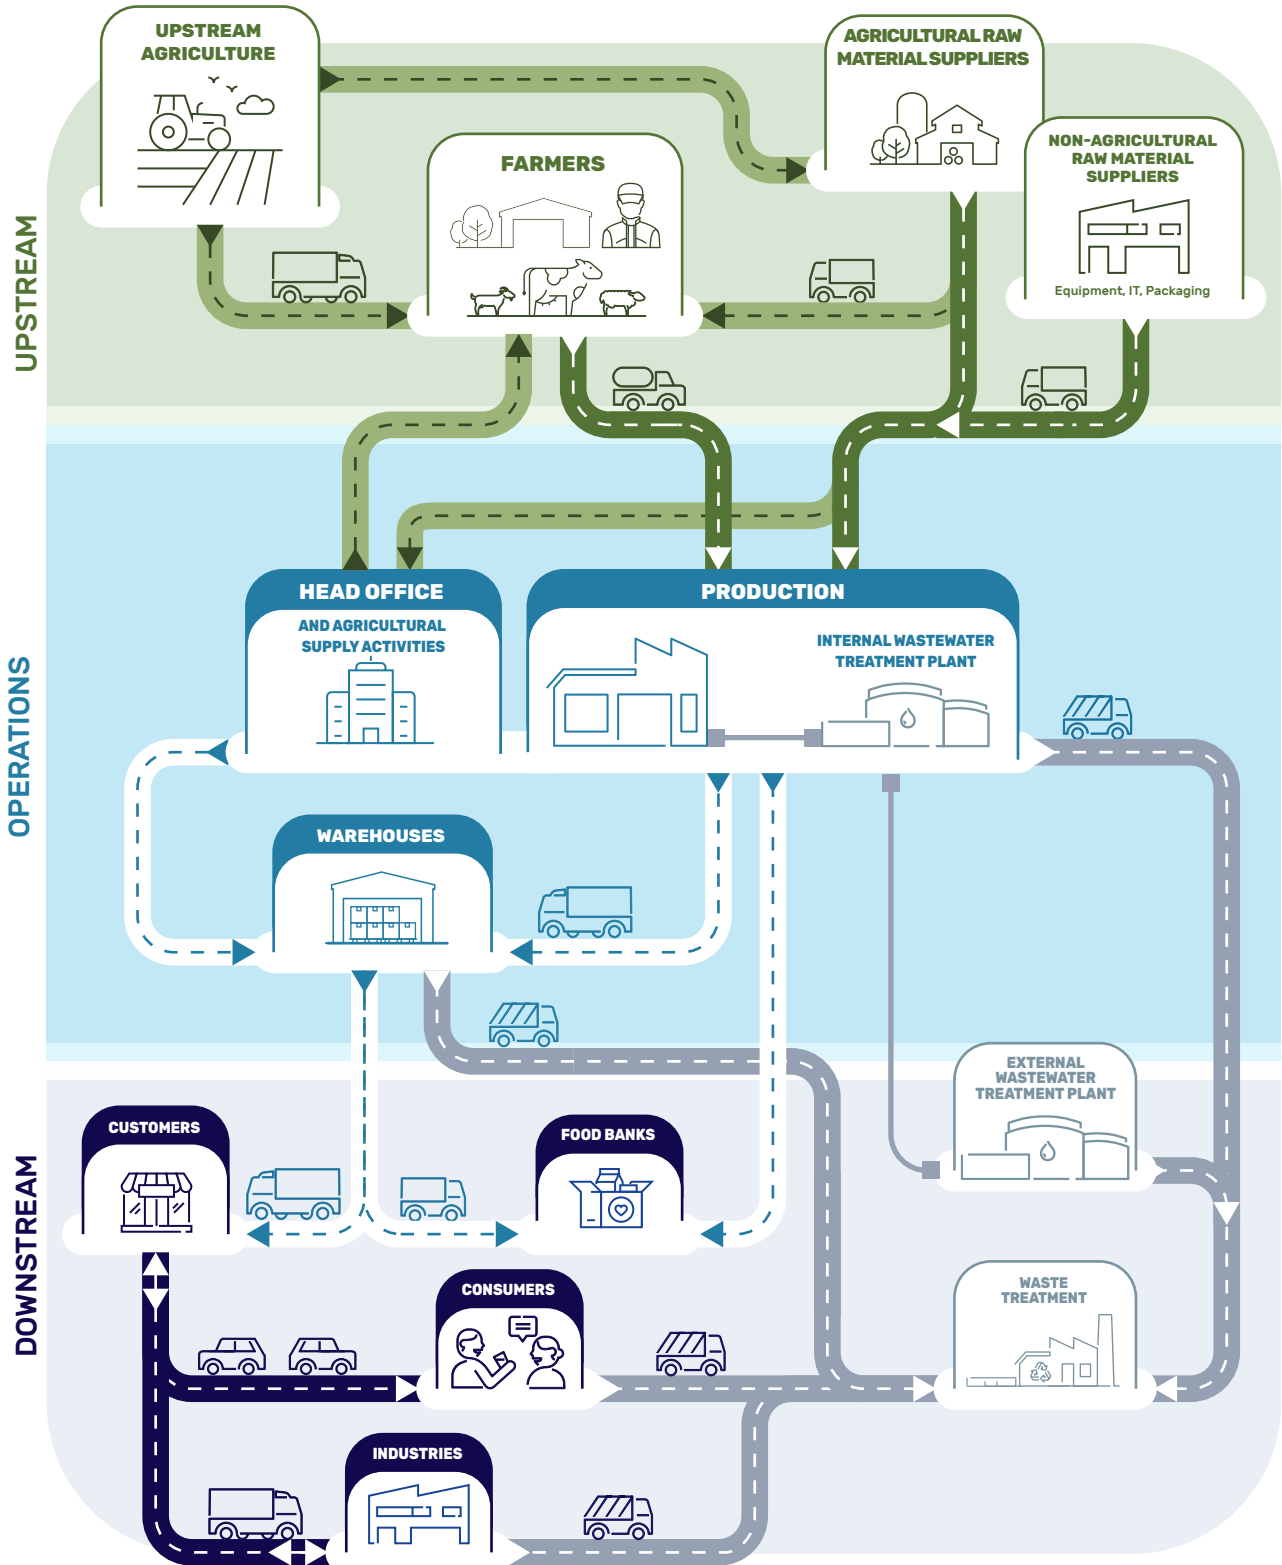 UPSTREAM
AGRICULTURE
AGRICULTURAL RAW
MATERIAL SUPPLIERS
NON-AGRICULTURAL
RAW MATERIAL
SUPPLIERS
Equipment, IT, Packaging
FARMERS
UPSTREAM
HEAD OFFICE
AND AGRICULTURAL
SUPPLY ACTIVITIES
PRODUCTION
INTERNAL WASTEWATER
TREATMENT PLANT
OPERATIONS
WAREHOUSES
EXTERNAL
WASTEWATER
TREATMENT PLANT
CUSTOMERS
FOOD BANKS
DOWNSTREAM
CONSUMERS
WASTE
TREATMENT
INDUSTRIES